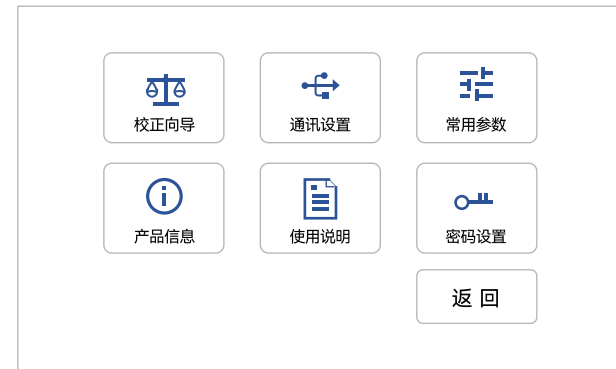 校正向导
通讯设置
常用参数
产品信息
使用说明
密码设置
返回